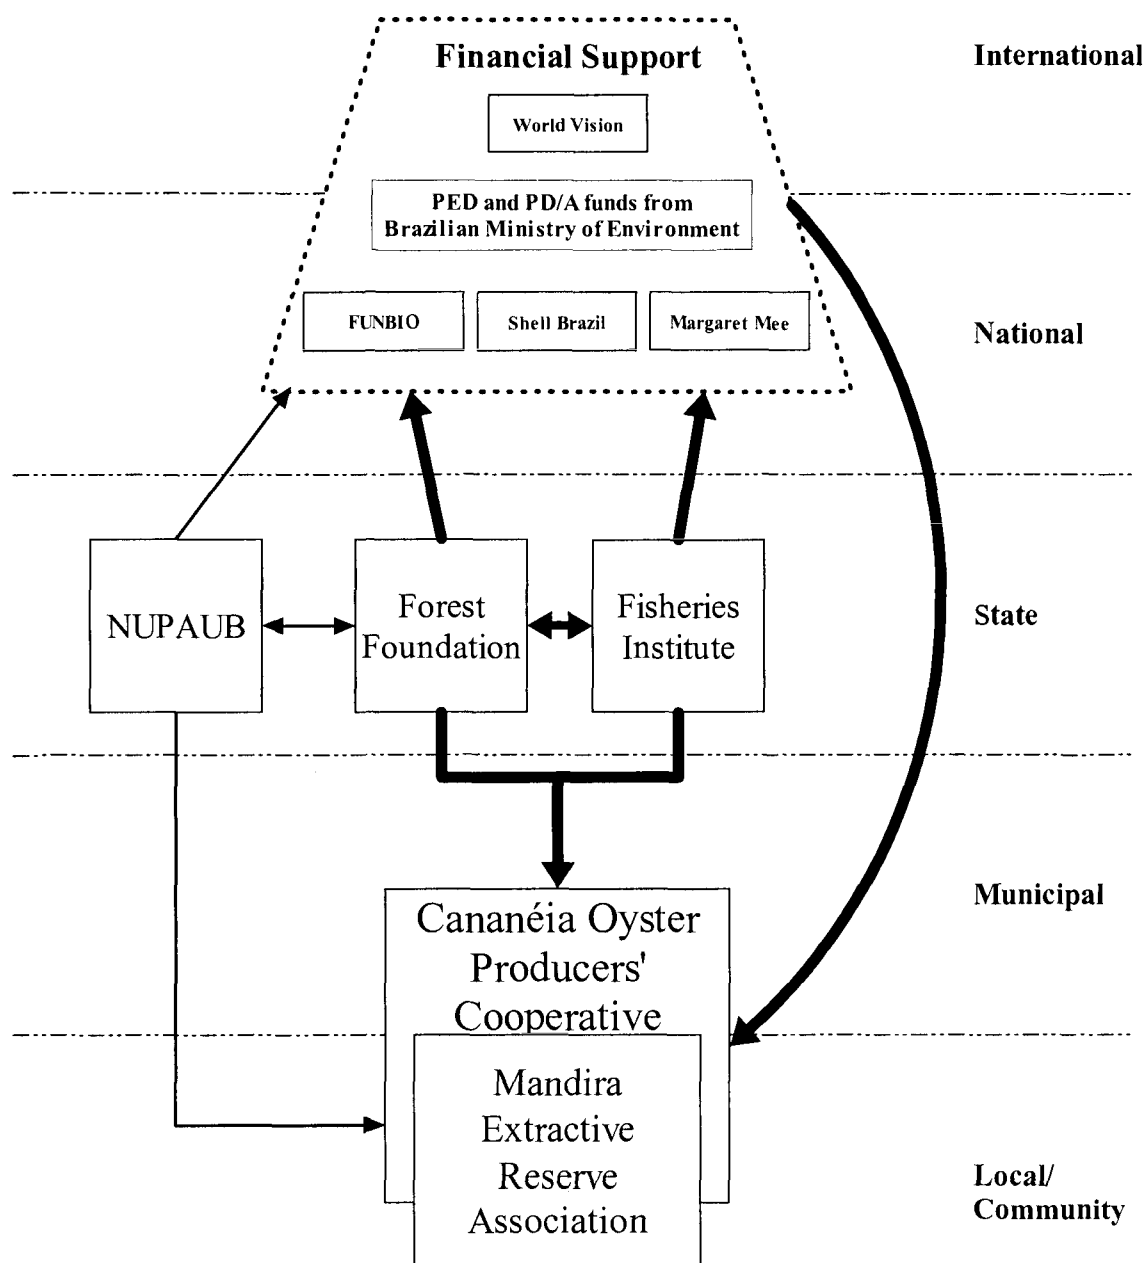 Financial Support
International
World Vision
PED and PD/A funds from
Brazilian Ministry of Environment
FUNBIO
Shell Brazil
Margaret Mee
National
NUPAUB
Forest
Foundation
Fisheries
Institute
State
Cananéia Oyster
Producers'
Cooperative
Municipal
Mandira
Extractive
Reserve
Association
Local/
Community